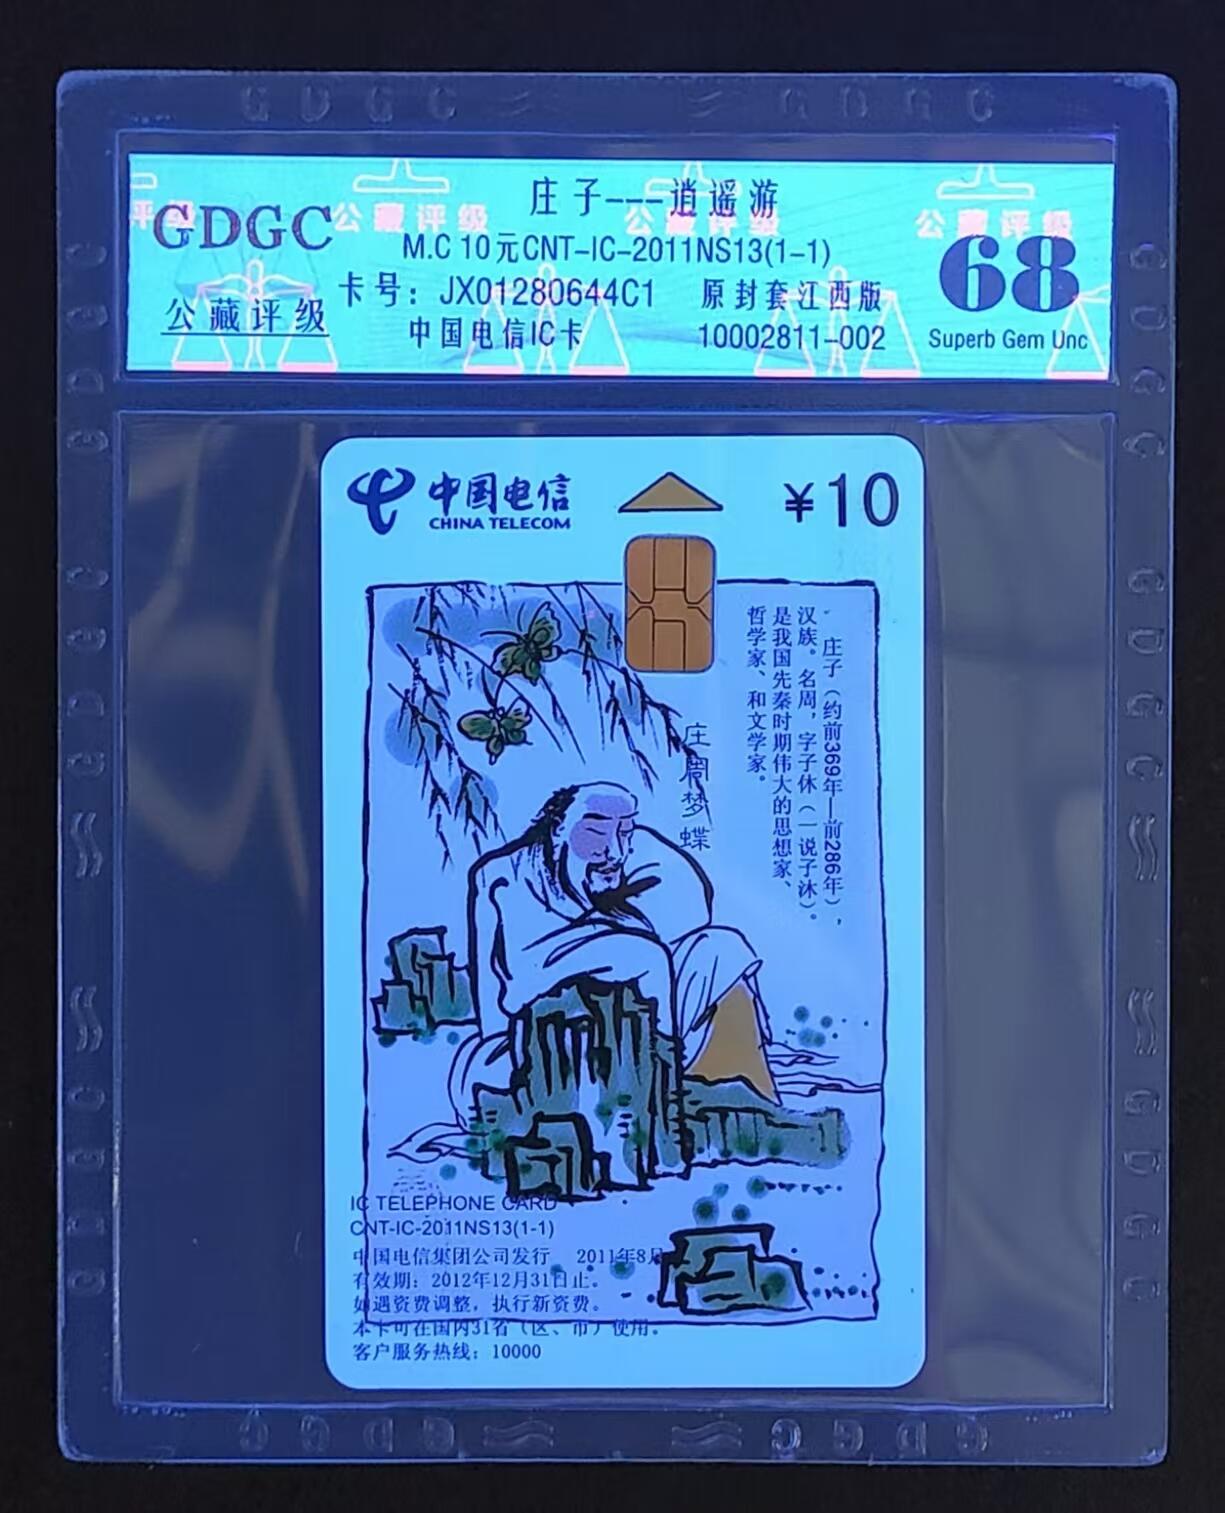 GDGC
公藏评级
庄子---逍遥游
M.C 10元CNT-IC-2011NS13(1-1)
卡号：JX01280644C1 原封套江西版
中国电信IC卡 10002811-002
68
Superb Gem Unc
中国电信
CHINA TELECOM
¥10
庄子（约前369年—前286年），
汉族。名周，字子休（一说子沐）。
是我国先秦时期伟大的思想家、
哲学家、和文学家。
庄周梦蝶
IC TELEPHONE CARD
CNT-IC-2011NS13(1-1)
中国电信集团公司发行 2011年8月
有效期：2012年12月31日止。
如遇资费调整，执行新资费。
本卡可在国内31省（区、市）使用。
客户服务热线：10000